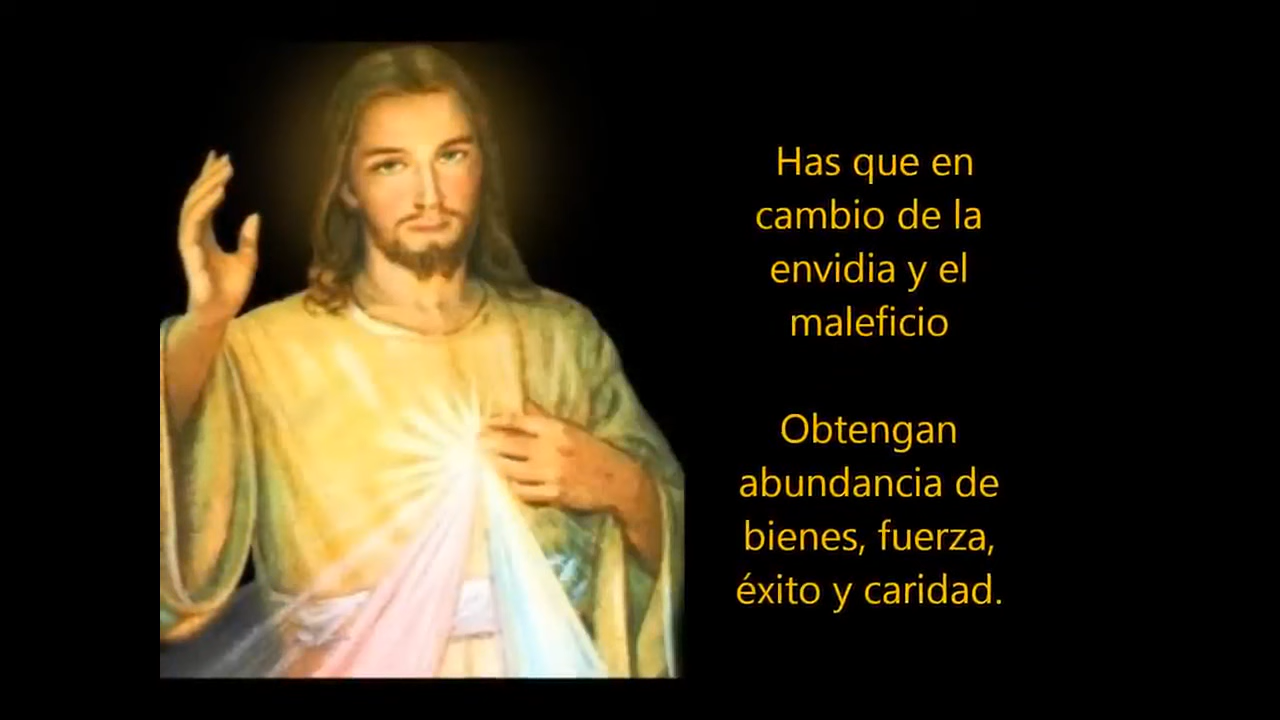 Has que en
cambio de la
envidia y el
maleficio
Obtengan
abundancia de
bienes, fuerza,
éxito y caridad.